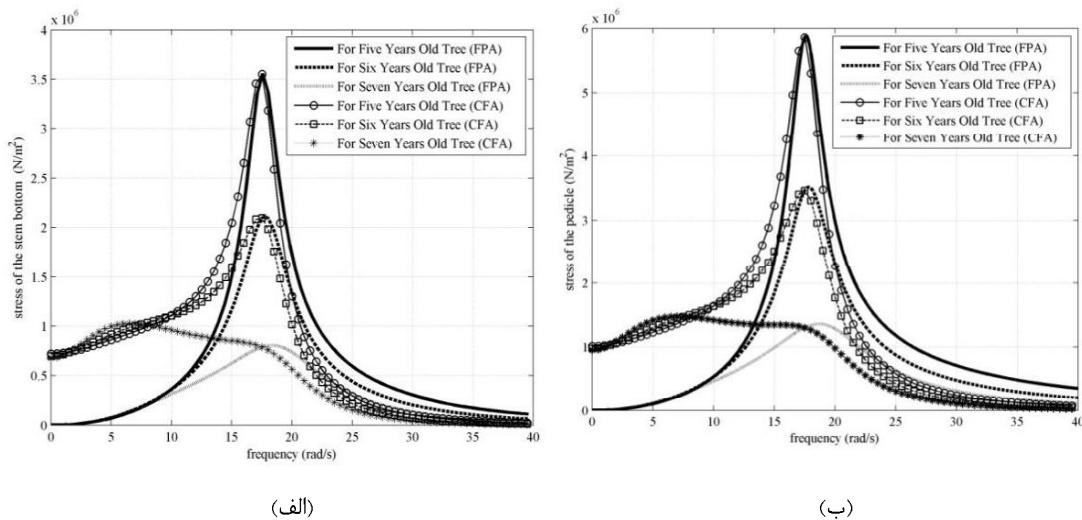 x 10⁶
4
3.5
3
2.5
2
1.5
1
0.5
0
0
5
10
15
20
25
30
35
40
stress of the stem bottom (N/m²)
frequency (rad/s)
For Five Years Old Tree (FPA)
For Six Years Old Tree (FPA)
For Seven Years Old Tree (FPA)
For Five Years Old Tree (CFA)
For Six Years Old Tree (CFA)
For Seven Years Old Tree (CFA)
(الف)
x 10⁶
6
5
4
3
2
1
0
0
5
10
15
20
25
30
35
40
stress of the pedicle (N/m²)
frequency (rad/s)
For Five Years Old Tree (FPA)
For Six Years Old Tree (FPA)
For Seven Years Old Tree (FPA)
For Five Years Old Tree (CFA)
For Six Years Old Tree (CFA)
For Seven Years Old Tree (CFA)
(ب)